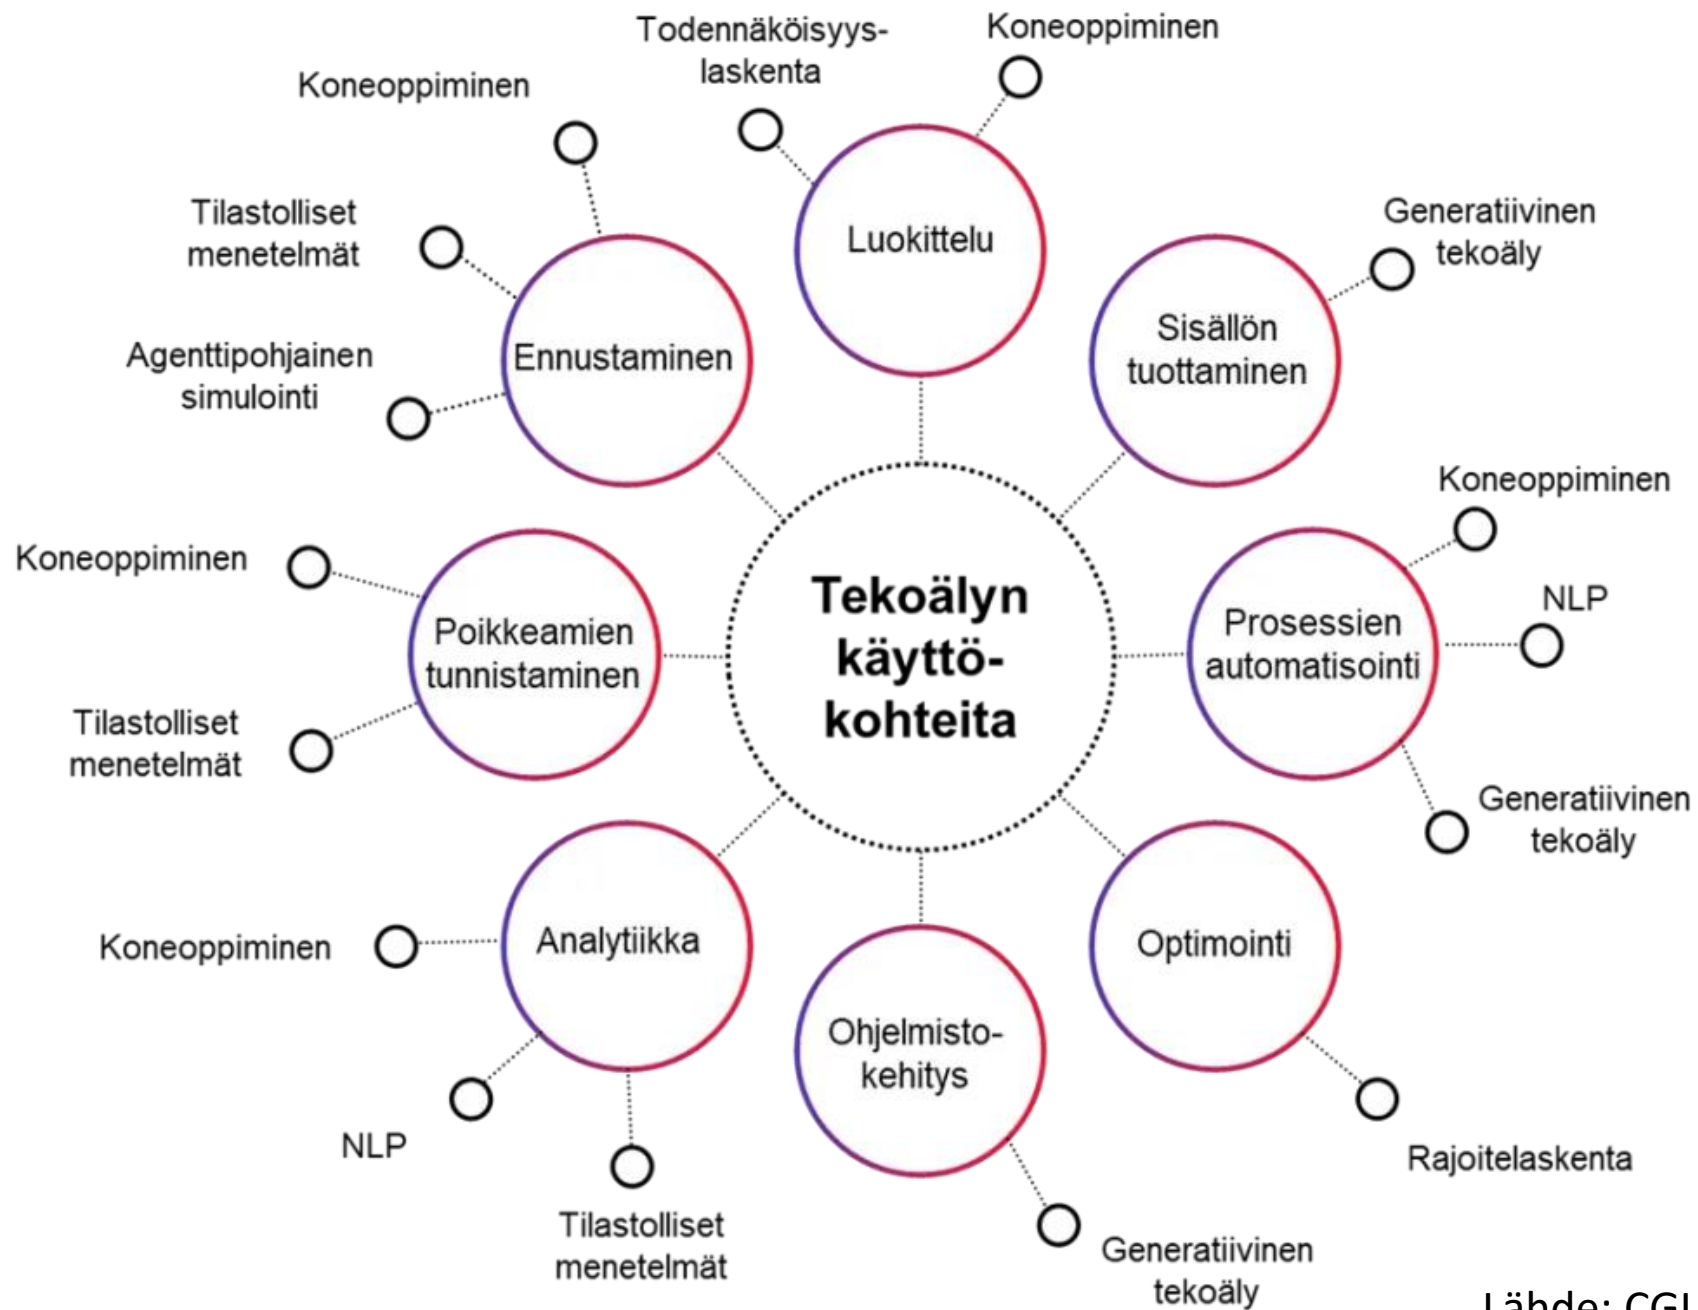 Todennäköisyys-
laskenta
Koneoppiminen
Luokittelu
Generatiivinen
tekoäly
Sisällön
tuottaminen
Koneoppiminen
NLP
Generatiivinen
tekoäly
Prosessien
automatisointi
Optimointi
Rajoitelaskenta
Ohjelmisto-
kehitys
Generatiivinen
tekoäly
Analytiikka
Koneoppiminen
NLP
Tilastolliset
menetelmät
Poikkeamien
tunnistaminen
Koneoppiminen
Tilastolliset
menetelmät
Ennustaminen
Koneoppiminen
Tilastolliset
menetelmät
Agenttipohjainen
simulointi
Tekoälyn
käyttö-
kohteita
Lähde: CGI